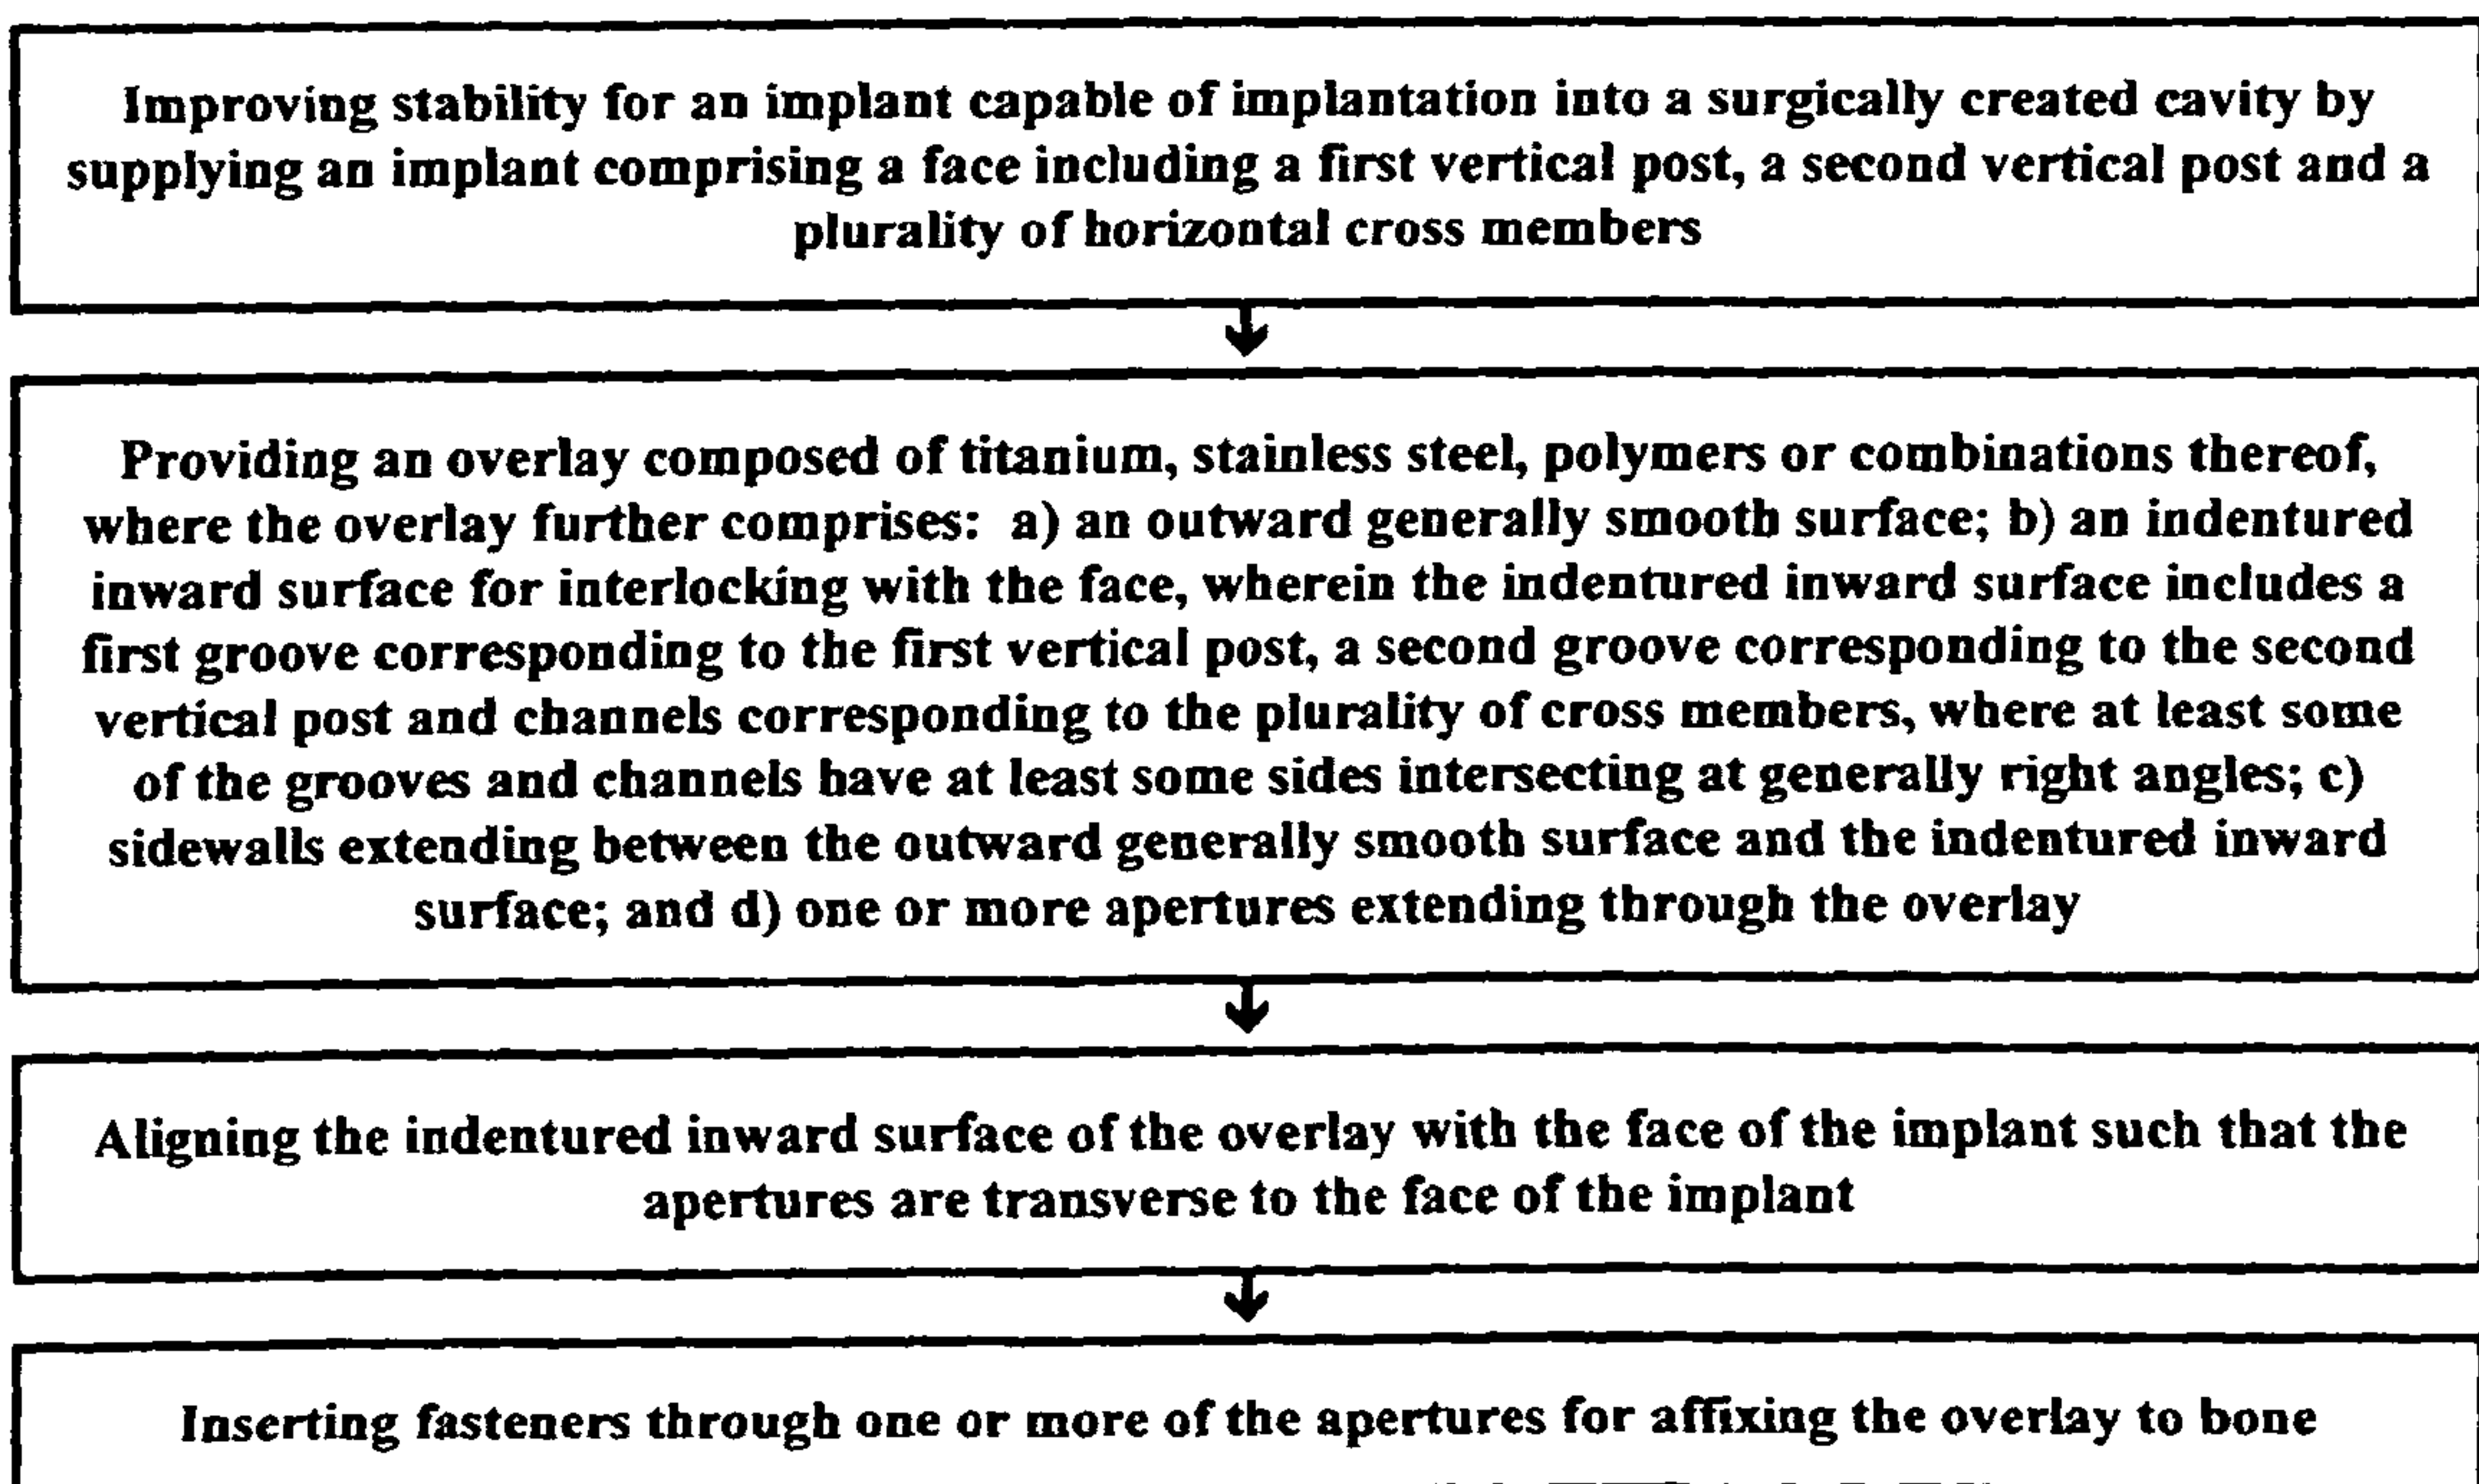 Improving stability for an implant capable of implantation into a surgically created cavity by
supplying an implant comprising a face including a first vertical post, a second vertical post and a
plurality of horizontal cross members
Providing an overlay composed of titanium, stainless steel, polymers or combinations thereof,
where the overlay further comprises: a) an outward generally smooth surface; b) an indentured
inward surface for interlocking with the face, wherein the indentured inward surface includes a
first groove corresponding to the first vertical post, a second groove corresponding to the second
vertical post and channels corresponding to the plurality of cross members, where at least some
of the grooves and channels have at least some sides intersecting at generally right angles; c)
sidewalls extending between the outward generally smooth surface and the indentured inward
surface; and d) one or more apertures extending through the overlay
Aligning the indentured inward surface of the overlay with the face of the implant such that the
apertures are transverse to the face of the implant
Inserting fasteners through one or more of the apertures for affixing the overlay to bone